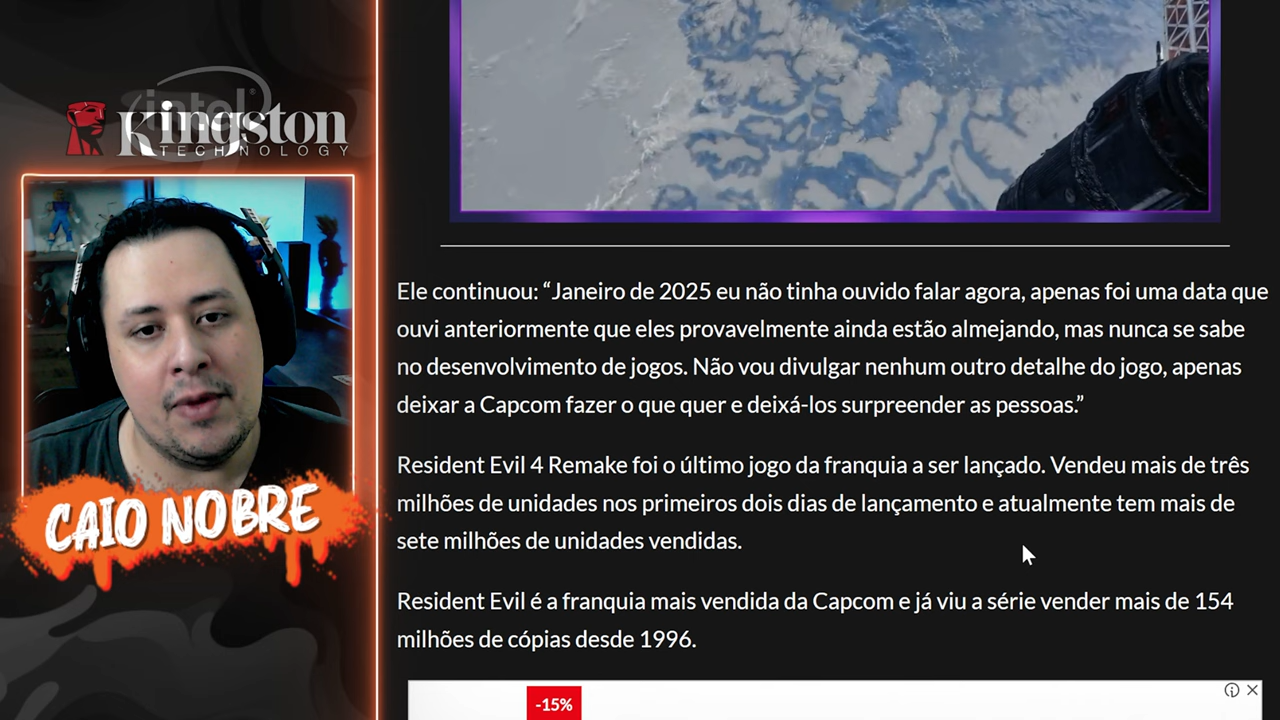 intel
Kingston
TECHNOLOGY
CAIO NOBRE
Ele continuou: “Janeiro de 2025 eu não tinha ouvido falar agora, apenas foi uma data que
ouvi anteriormente que eles provavelmente ainda estão almejando, mas nunca se sabe
no desenvolvimento de jogos. Não vou divulgar nenhum outro detalhe do jogo, apenas
deixar a Capcom fazer o que quer e deixá-los surpreender as pessoas.”
Resident Evil 4 Remake foi o último jogo da franquia a ser lançado. Vendeu mais de três
milhões de unidades nos primeiros dois dias de lançamento e atualmente tem mais de
sete milhões de unidades vendidas.
Resident Evil é a franquia mais vendida da Capcom e já viu a série vender mais de 154
milhões de cópias desde 1996.
-15%